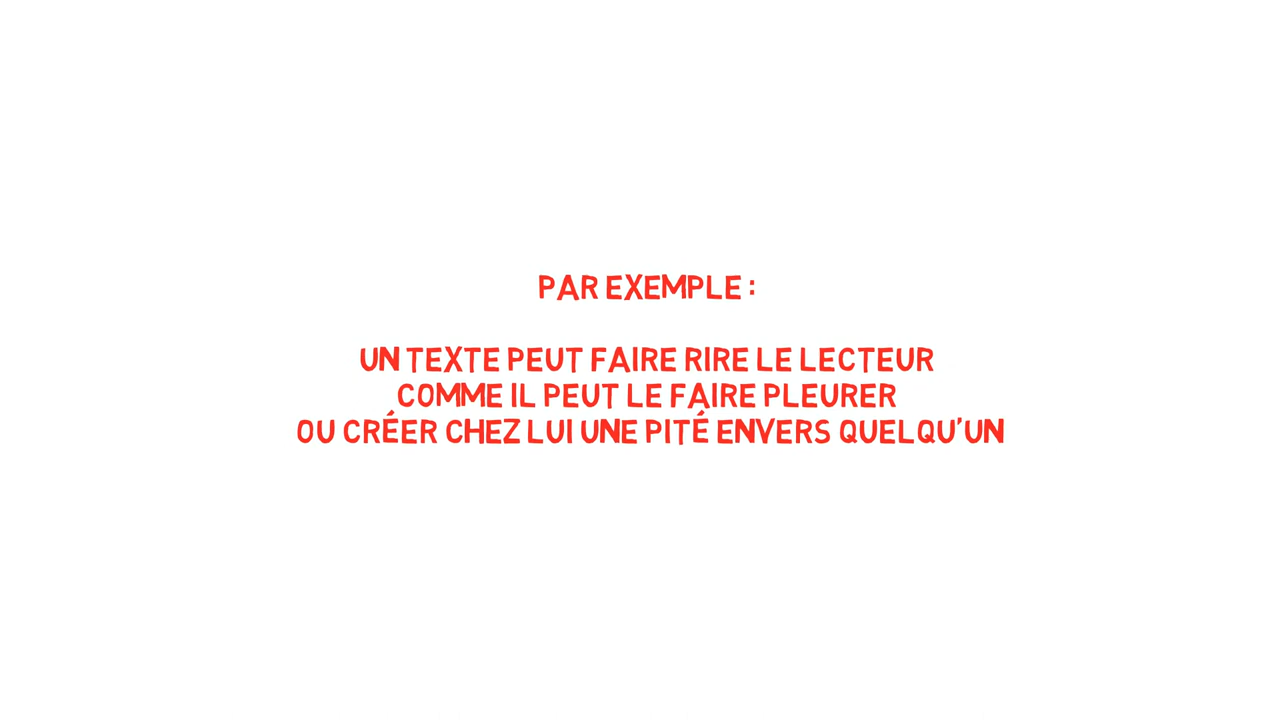 PAR EXEMPLE :
UN TEXTE PEUT FAIRE RIRE LE LECTEUR
COMME IL PEUT LE FAIRE PLEURER
OU CRÉER CHEZ LUI UNE PITÉ ENVERS QUELQU'UN